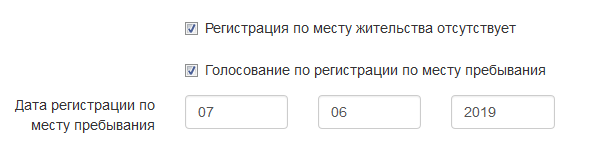 Регистрация по месту жительства отсутствует
Голосование по регистрации по месту пребывания
Дата регистрации по
месту пребывания
07 06 2019